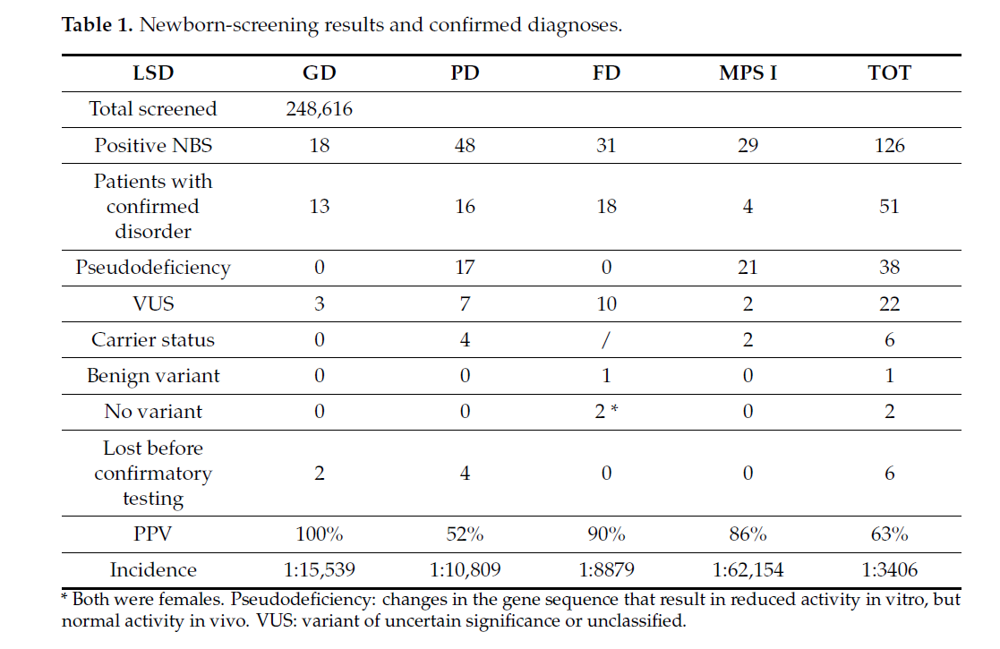 Table 1. Newborn-screening results and confirmed diagnoses.
LSD GD PD FD MPS I TOT
Total screened 248,616
Positive NBS 18 48 31 29 126
Patients with
confirmed
disorder
13 16 18 4 51
Pseudodeficiency 0 17 0 21 38
VUS 3 7 10 2 22
Carrier status 0 4 / 2 6
Benign variant 0 0 1 0 1
No variant 0 0 2 * 0 2
Lost before
confirmatory
testing
2 4 0 0 6
PPV 100% 52% 90% 86% 63%
Incidence 1:15,539 1:10,809 1:8879 1:62,154 1:3406
* Both were females. Pseudodeficiency: changes in the gene sequence that result in reduced activity in vitro, but
normal activity in vivo. VUS: variant of uncertain significance or unclassified.